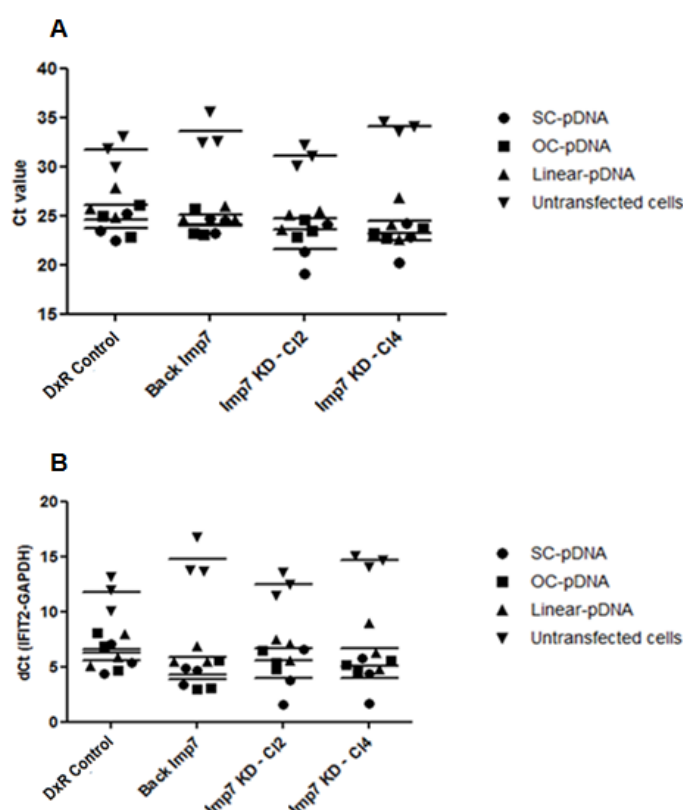 A
40
35
30
25
20
15
Ct value
DxR Control
Back Imp7
Imp7 KD - Cl2
Imp7 KD - Cl4
SC-pDNA
OC-pDNA
Linear-pDNA
Untransfected cells
B
20
15
10
5
0
dCt (IFIT2-GAPDH)
DxR Control
Back Imp7
Imp7 KD - Cl2
Imp7 KD - Cl4
SC-pDNA
OC-pDNA
Linear-pDNA
Untransfected cells